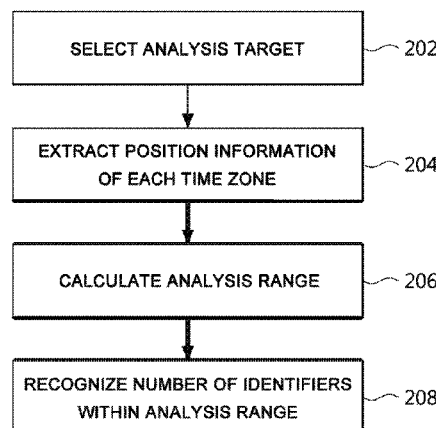 SELECT ANALYSIS TARGET
202
EXTRACT POSITION INFORMATION
OF EACH TIME ZONE
204
CALCULATE ANALYSIS RANGE
206
RECOGNIZE NUMBER OF IDENTIFIERS
WITHIN ANALYSIS RANGE
208